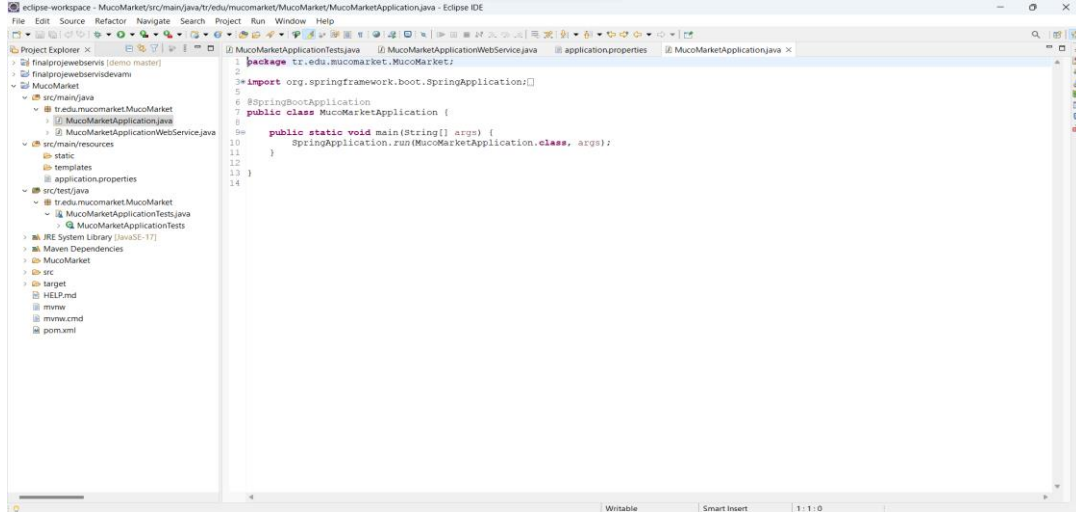 eclipse-workspace - MucoMarket/src/main/java/tr/edu/mucomarket/MucoMarket/MucoMarketApplication.java - Eclipse IDE
File Edit Source Refactor Navigate Search Project Run Window Help
Project Explorer
MucoMarketApplicationTests.java
MucoMarketApplicationWebService.java
application.properties
MucoMarketApplication.java
finalprojewebservis [demo master]
finalprojewebservisdevami
MucoMarket
src/main/java
tr.edu.mucomarket.MucoMarket
MucoMarketApplication.java
MucoMarketApplicationWebService.java
src/main/resources
static
templates
application.properties
src/test/java
tr.edu.mucomarket.MucoMarket
MucoMarketApplicationTests.java
MucoMarketApplicationTests
JRE System Library [JavaSE-17]
Maven Dependencies
MucoMarket
src
target
HELP.md
mvnw
mvnw.cmd
pom.xml
1 package tr.edu.mucomarket.MucoMarket;
2
3 import org.springframework.boot.SpringApplication;
5
6 @SpringBootApplication
7 public class MucoMarketApplication {
8
9 public static void main(String[] args) {
10 SpringApplication.run(MucoMarketApplication.class, args);
11 }
12
13 }
14
Writable
Smart Insert
1 : 1 : 0